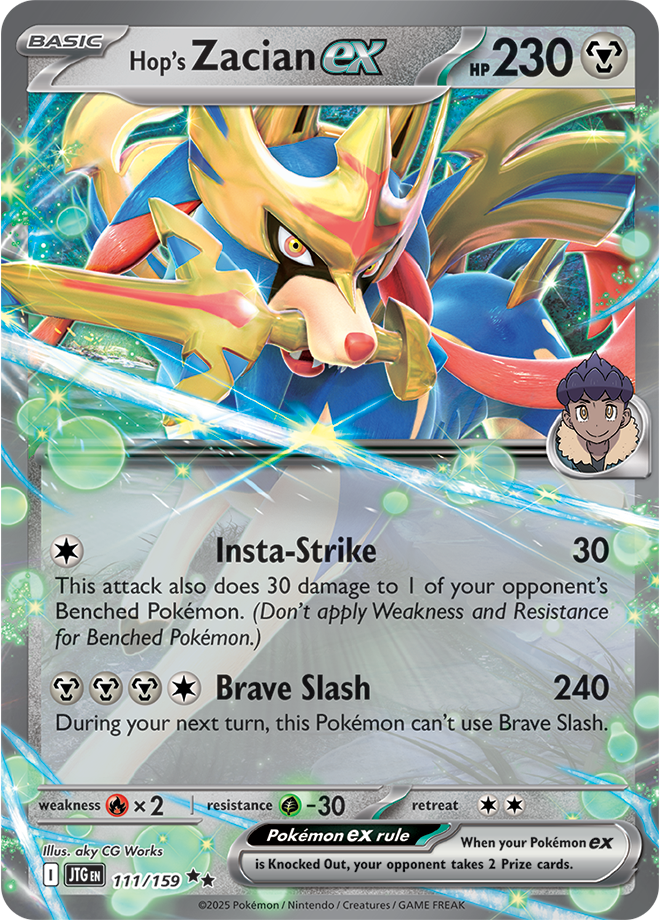 BASIC
Hop's Zacian ex
HP 230
Insta-Strike 30
This attack also does 30 damage to 1 of your opponent's
Benched Pokémon. (Don't apply Weakness and Resistance
for Benched Pokémon.)
Brave Slash 240
During your next turn, this Pokémon can't use Brave Slash.
weakness ×2 resistance -30 retreat
Pokémon ex rule
When your Pokémon ex
is Knocked Out, your opponent takes 2 Prize cards.
Illus. aky CG Works
I JTG EN 111/159
©2025 Pokémon / Nintendo / Creatures / GAME FREAK